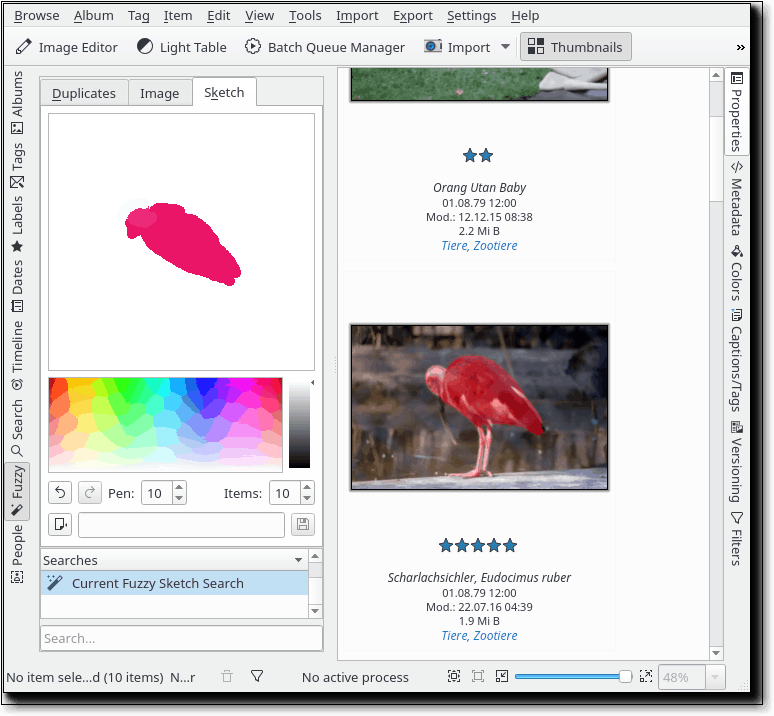 Browse Album Tag Item Edit View Tools Import Export Settings Help
Image Editor Light Table Batch Queue Manager Import Thumbnails »
Albums
Tags
Labels
Dates
Timeline
Search
Fuzzy
People
Duplicates Image Sketch
Pen: 10 Items: 10
Searches
Current Fuzzy Sketch Search
Search...
Orang Utan Baby
01.08.79 12:00
Mod.: 12.12.15 08:38
2.2 Mi B
Tiere, Zootiere
Scharlachsichler, Eudocimus ruber
01.08.79 12:00
Mod.: 22.07.16 04:39
1.9 Mi B
Tiere, Zootiere
Properties
Metadata
Colors
Captions/Tags
Versioning
Filters
No item sele...d (10 items) N...r No active process 48%